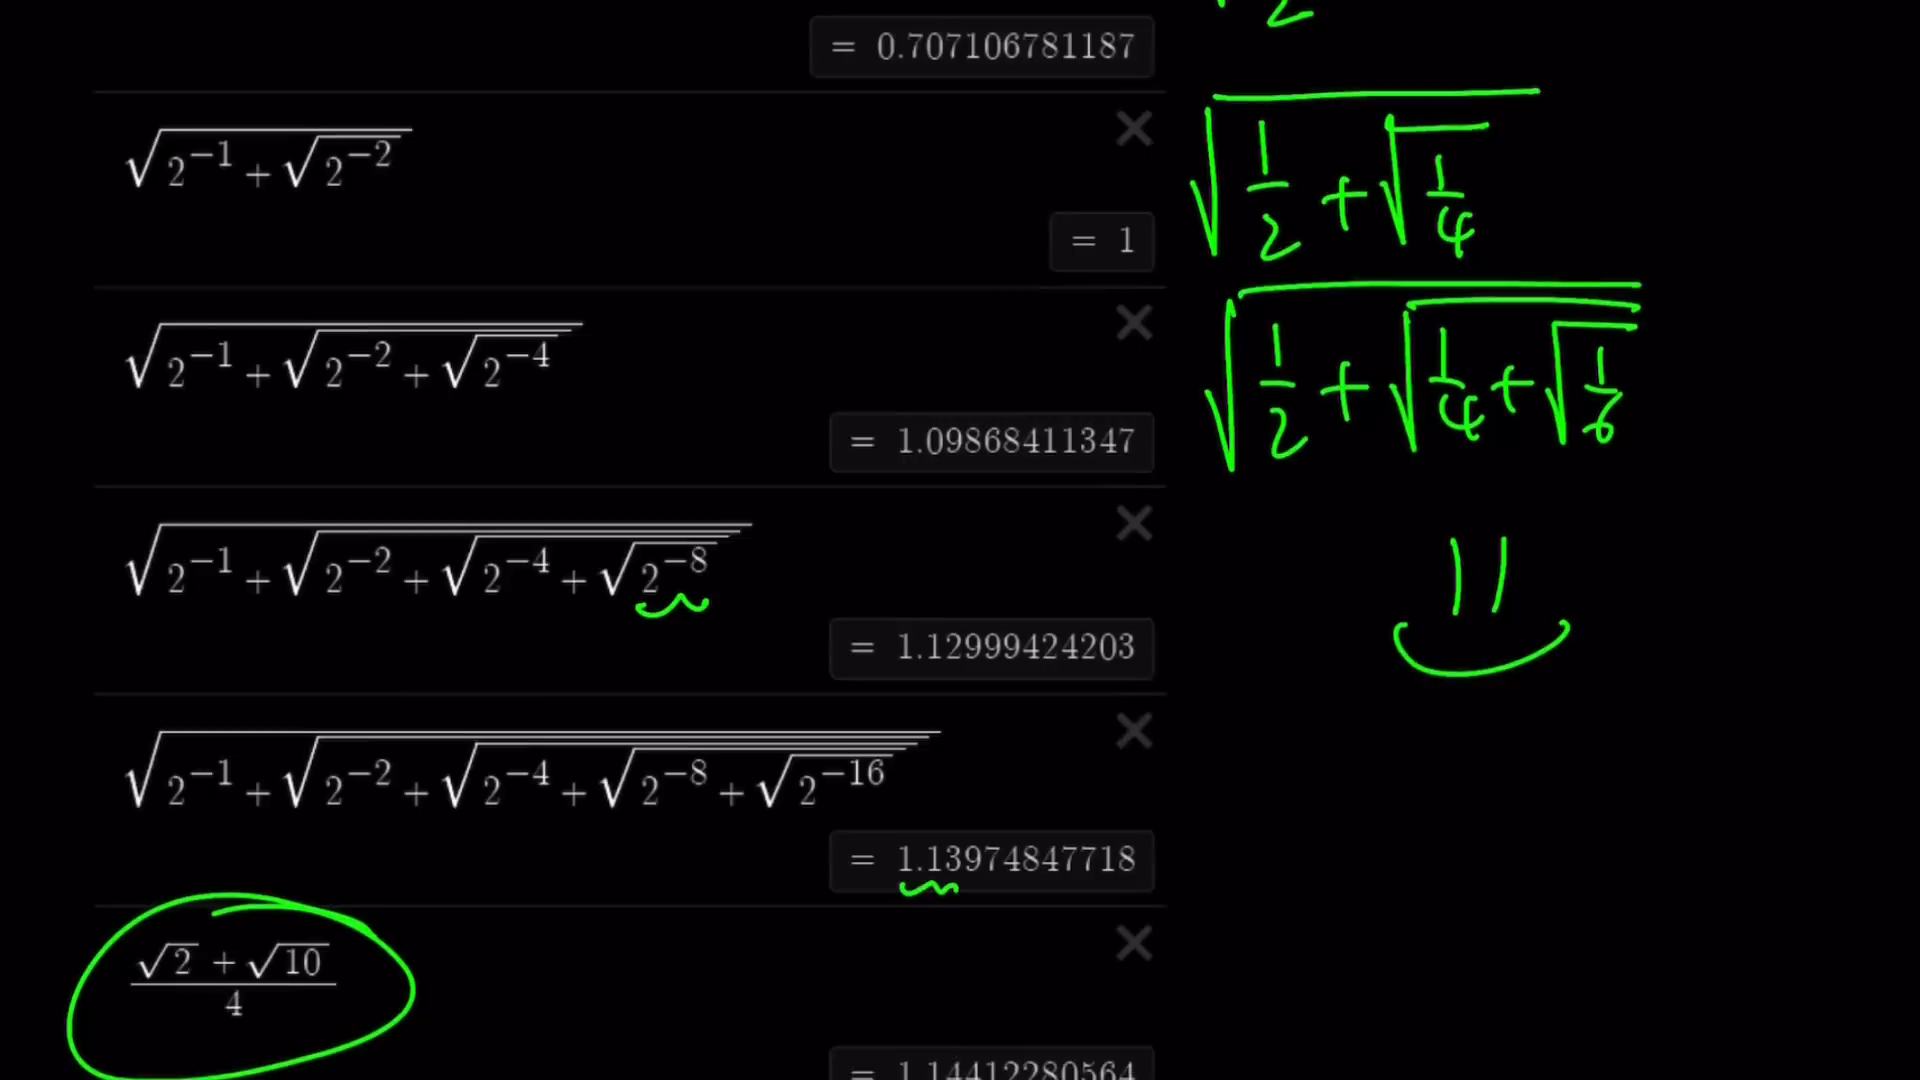 = 0.707106781187
2
√(2^−1 + √(2^−2))
√(1/2 + √(1/4))
= 1
√(2^−1 + √(2^−2 + √(2^−4)))
√(1/2 + √(1/4 + √(1/6)))
= 1.09868411347
√(2^−1 + √(2^−2 + √(2^−4 + √(2^−8))))
= 1.12999424203
√(2^−1 + √(2^−2 + √(2^−4 + √(2^−8 + √(2^−16)))))
= 1.13974847718
(√2 + √10)/4
= 1.14412280564